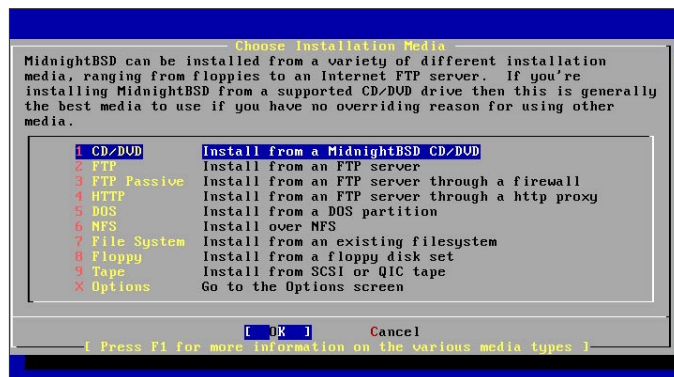 Choose Installation Media
MidnightBSD can be installed from a variety of different installation
media, ranging from floppies to an Internet FTP server.  If you're
installing MidnightBSD from a supported CD/DVD drive then this is generally
the best media to use if you have no overriding reason for using other
media.
1 CD/DVD Install from a MidnightBSD CD/DVD
2 FTP Install from an FTP server
3 FTP Passive Install from an FTP server through a firewall
4 HTTP Install from an FTP server through a http proxy
5 DOS Install from a DOS partition
6 NFS Install over NFS
7 File System Install from an existing filesystem
8 Floppy Install from a floppy disk set
9 Tape Install from SCSI or QIC tape
X Options Go to the Options screen
[ OK ] Cancel
[ Press F1 for more information on the various media types ]